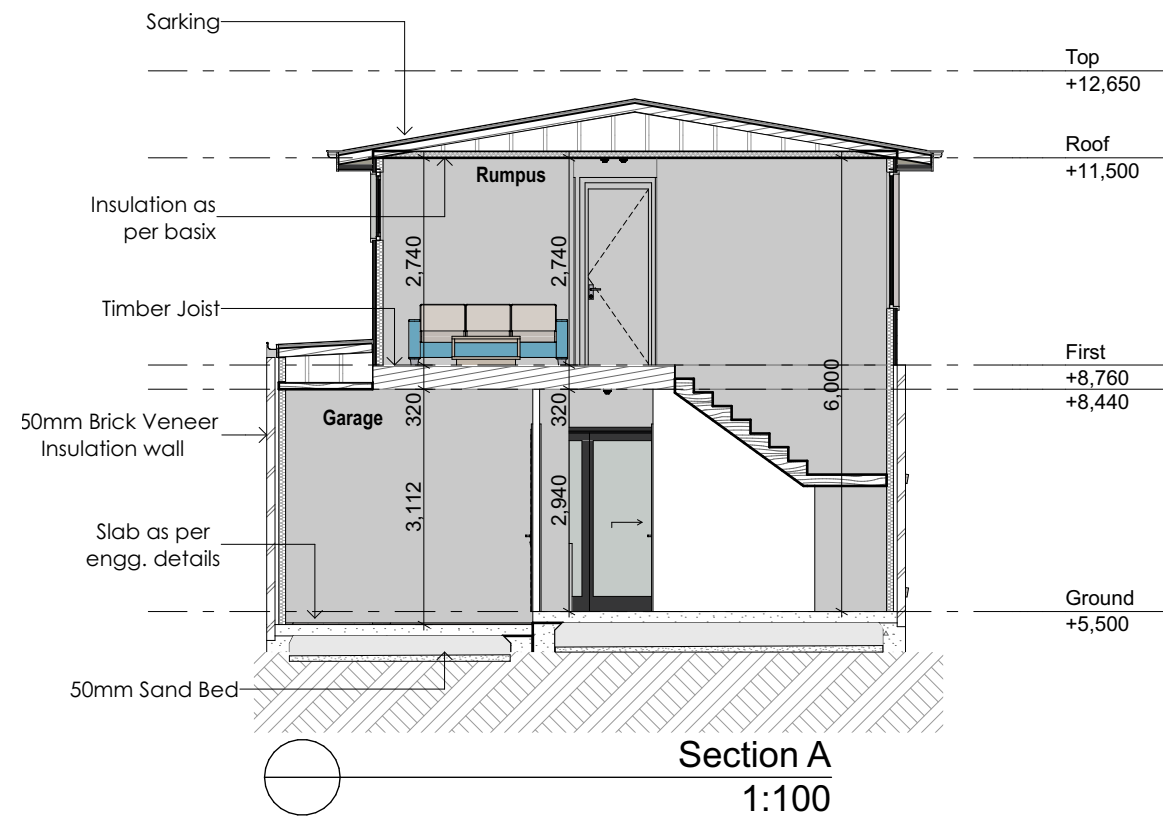 Sarking
Top
+12,650
Roof
+11,500
Rumpus
Insulation as
per basix
2,740
2,740
Timber Joist
First
+8,760
+8,440
6,000
320
320
Garage
50mm Brick Veneer
Insulation wall
3,112
2,940
Slab as per
engg. details
Ground
+5,500
50mm Sand Bed
Section A
1:100